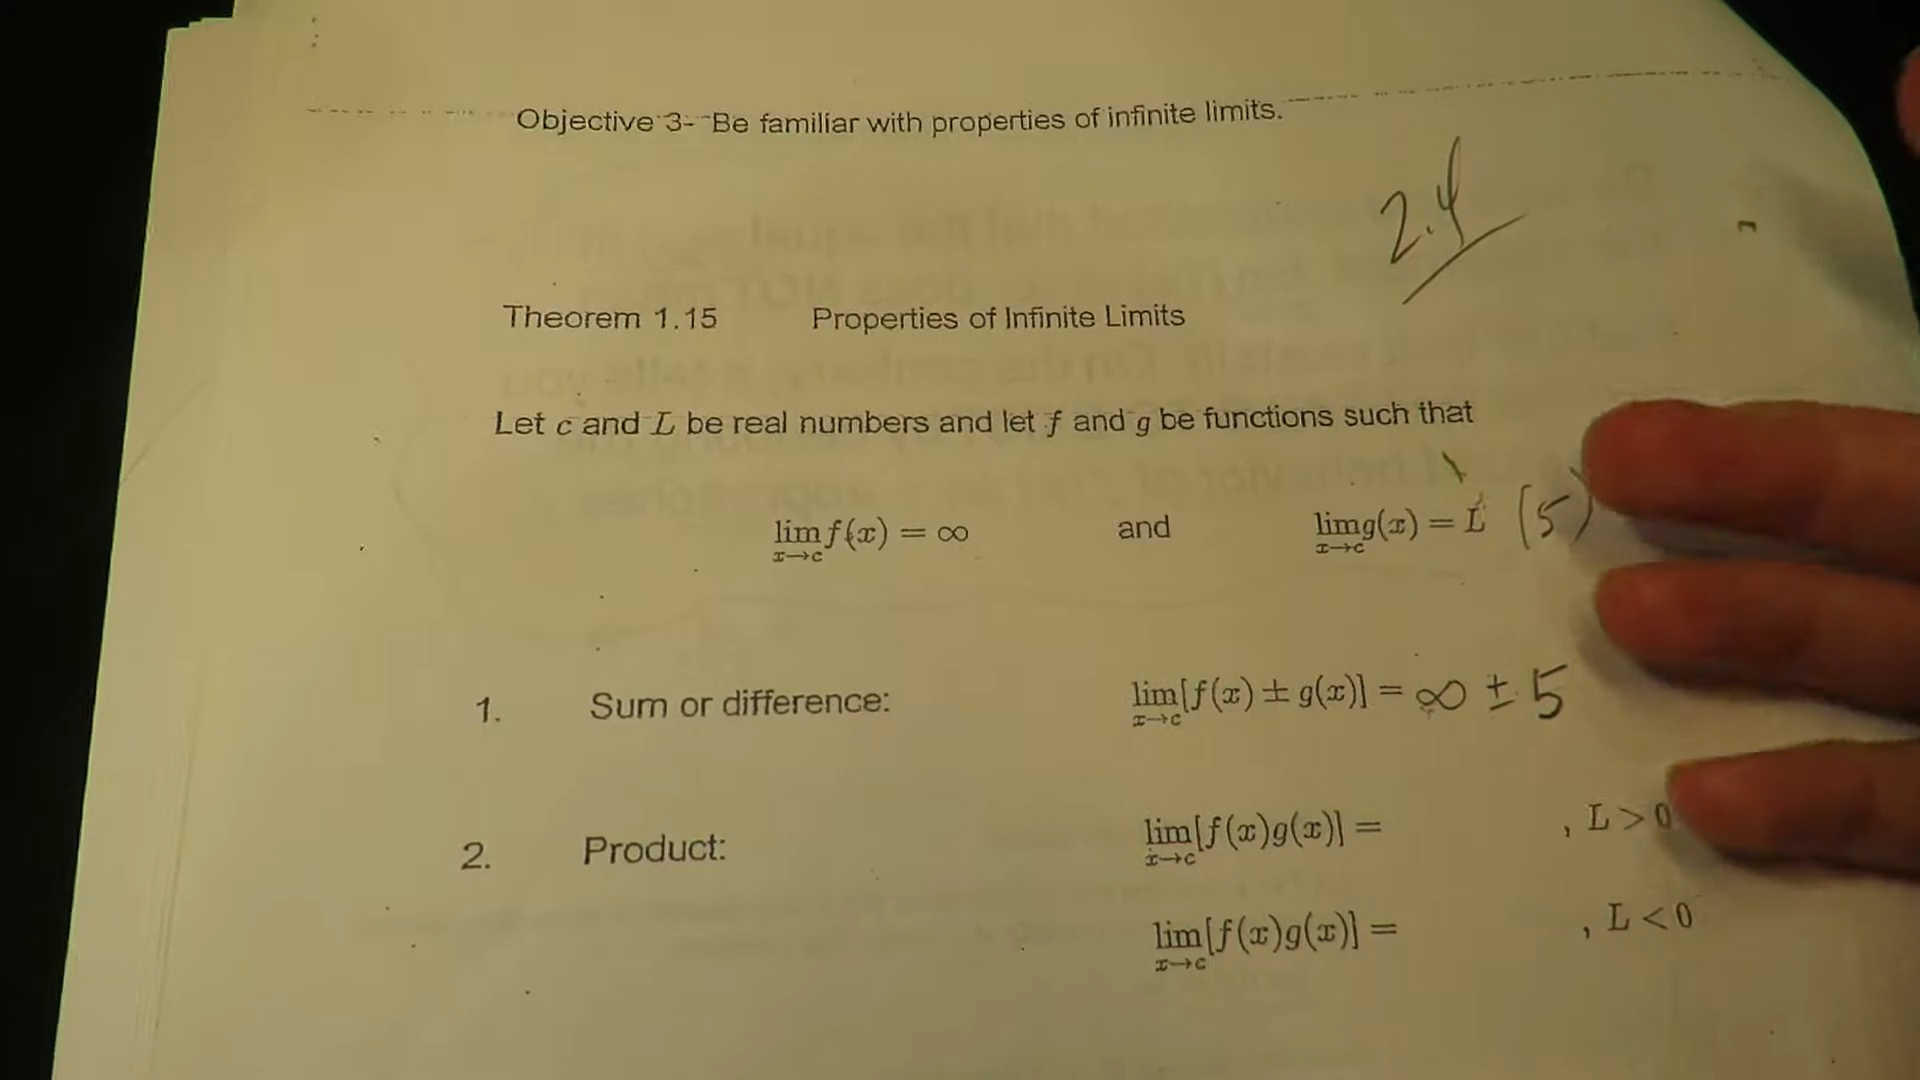 Objective 3- Be familiar with properties of infinite limits.
2.4
Theorem 1.15 Properties of Infinite Limits
Let c and L be real numbers and let f and g be functions such that
lim x→c f(x) = ∞ and lim x→c g(x) = L (5)
1. Sum or difference: lim x→c [f(x) ± g(x)] = ∞ ± 5
2. Product: lim x→c [f(x)g(x)] = , L > 0
lim x→c [f(x)g(x)] = , L < 0